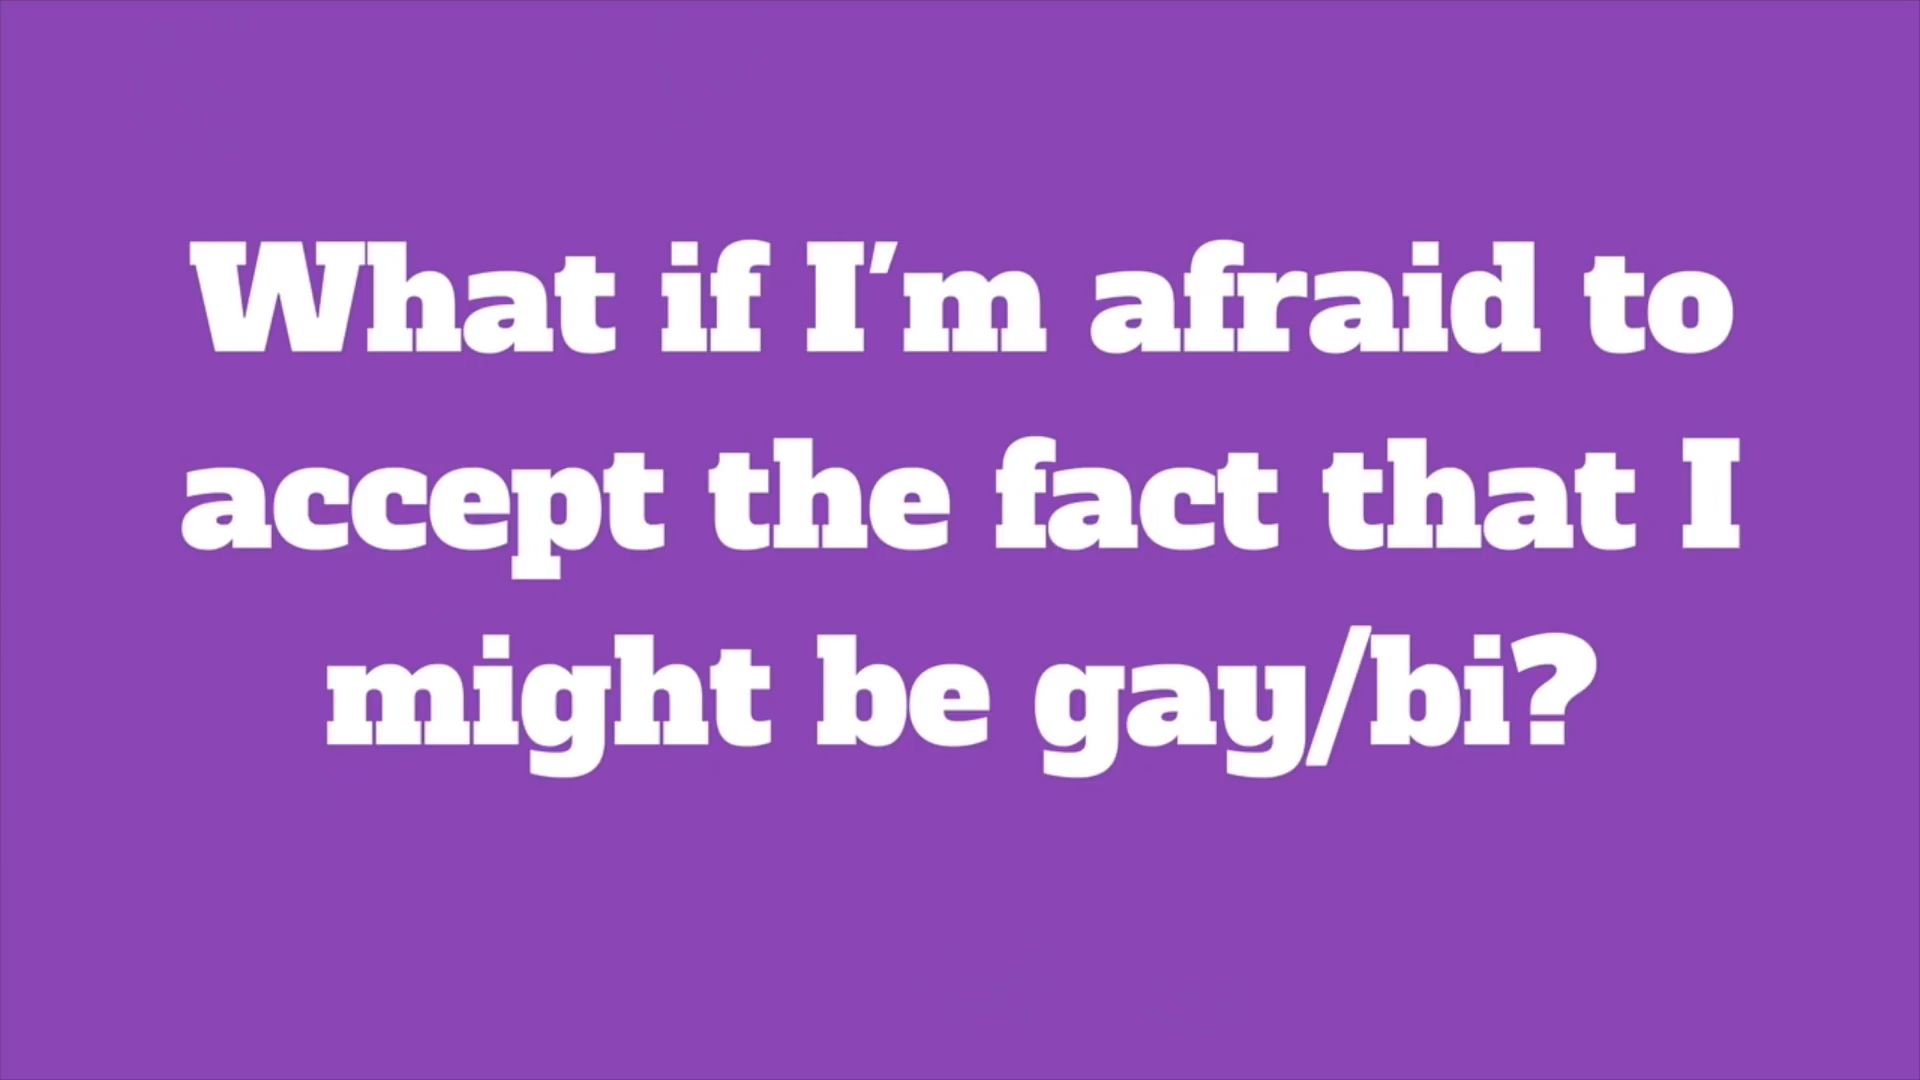 What if I’m afraid to
accept the fact that I
might be gay/bi?